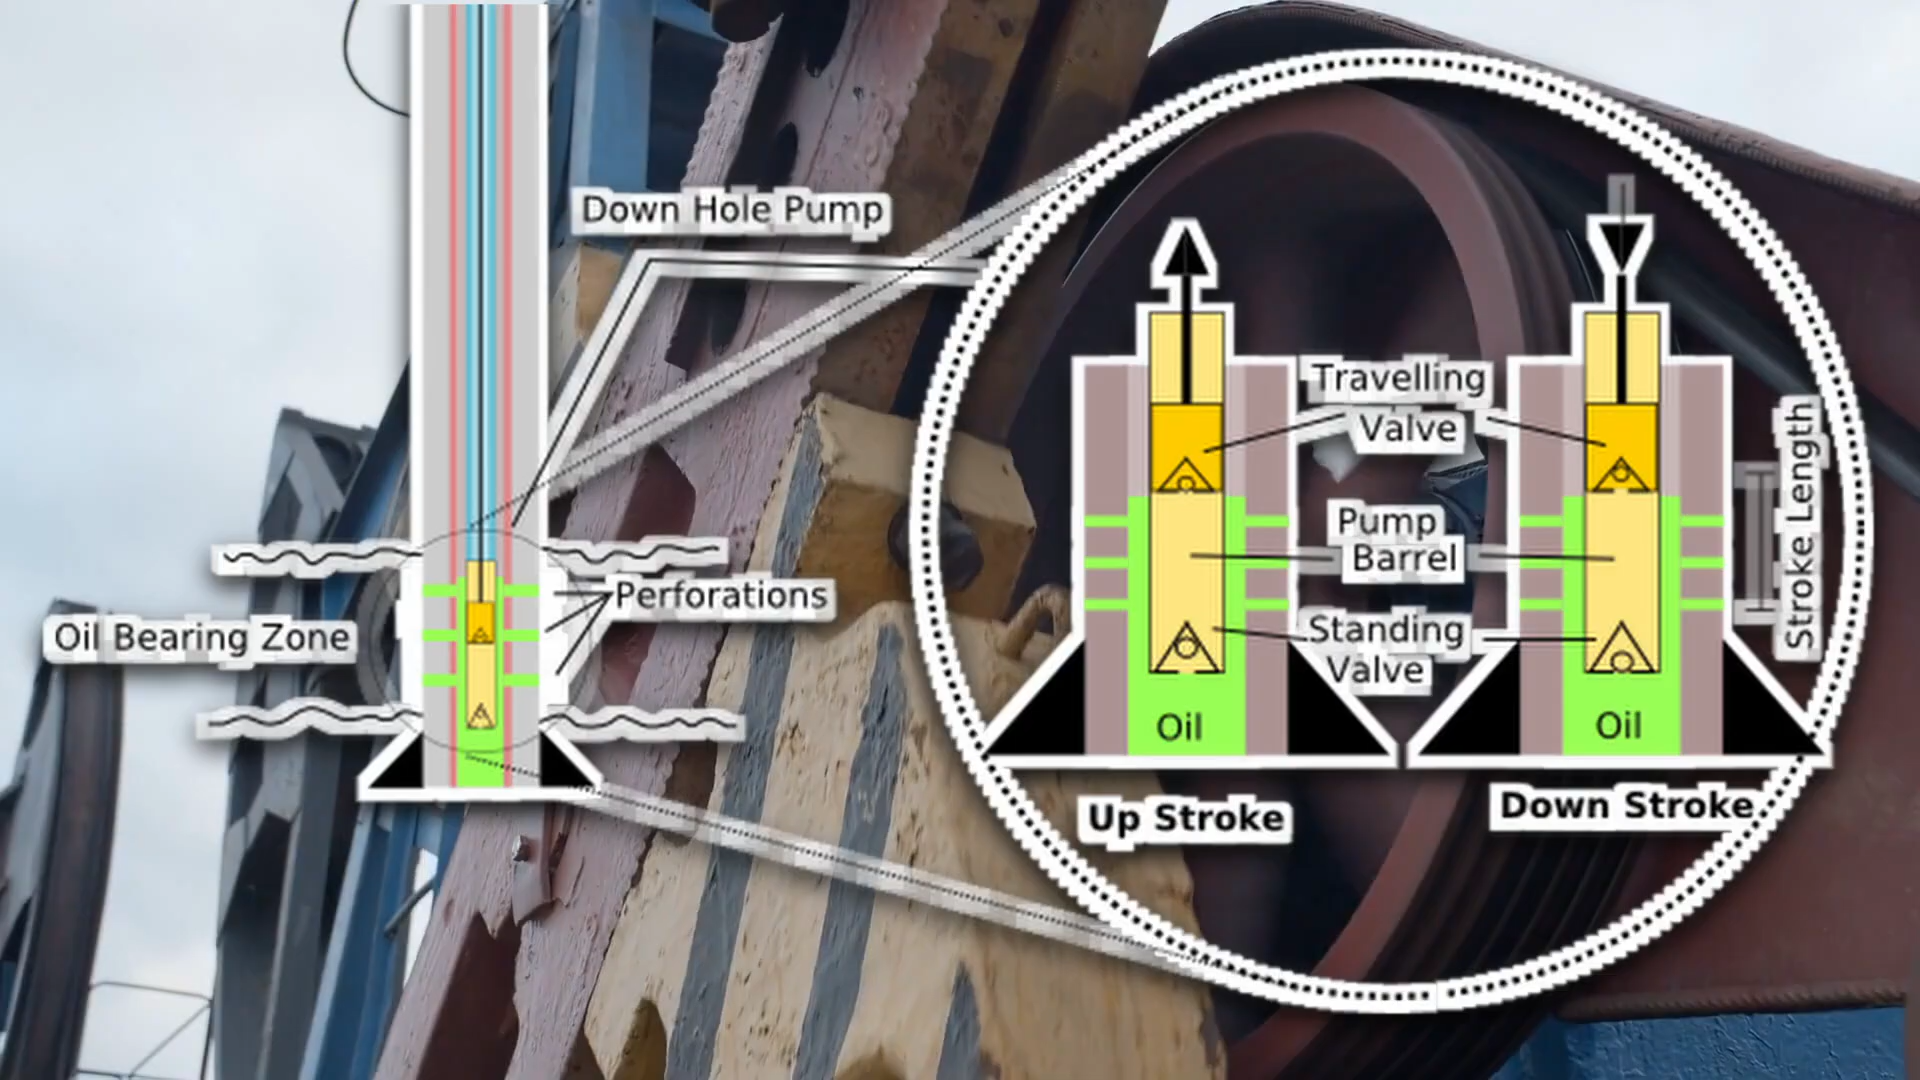 Down Hole Pump
Perforations
Oil Bearing Zone
Travelling
Valve
Pump
Barrel
Standing
Valve
Stroke Length
Oil
Oil
Up Stroke
Down Stroke